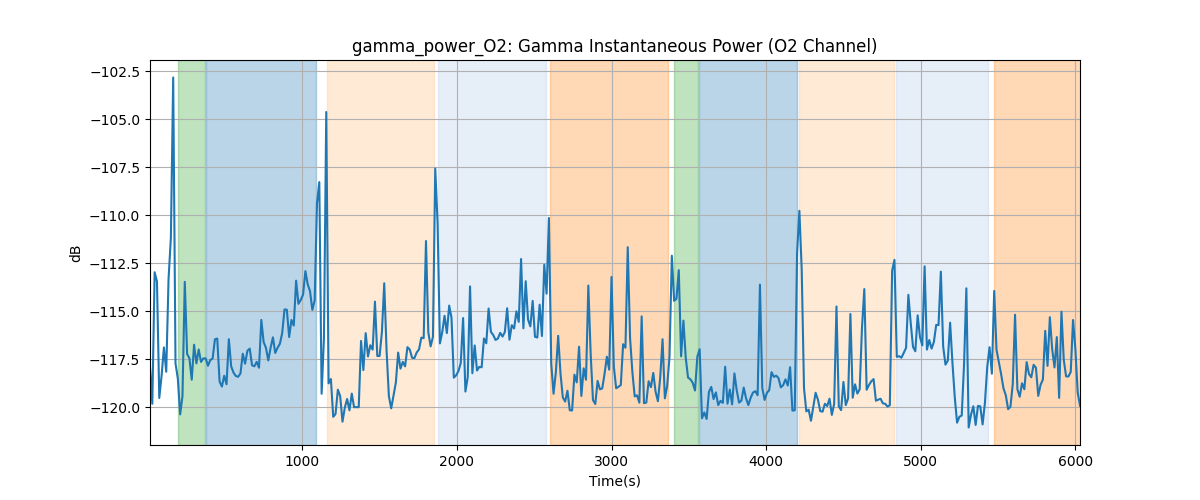 gamma_power_O2: Gamma Instantaneous Power (O2 Channel)
dB
−102.5
−105.0
−107.5
−110.0
−112.5
−115.0
−117.5
−120.0
1000 2000 3000 4000 5000 6000
Time(s)